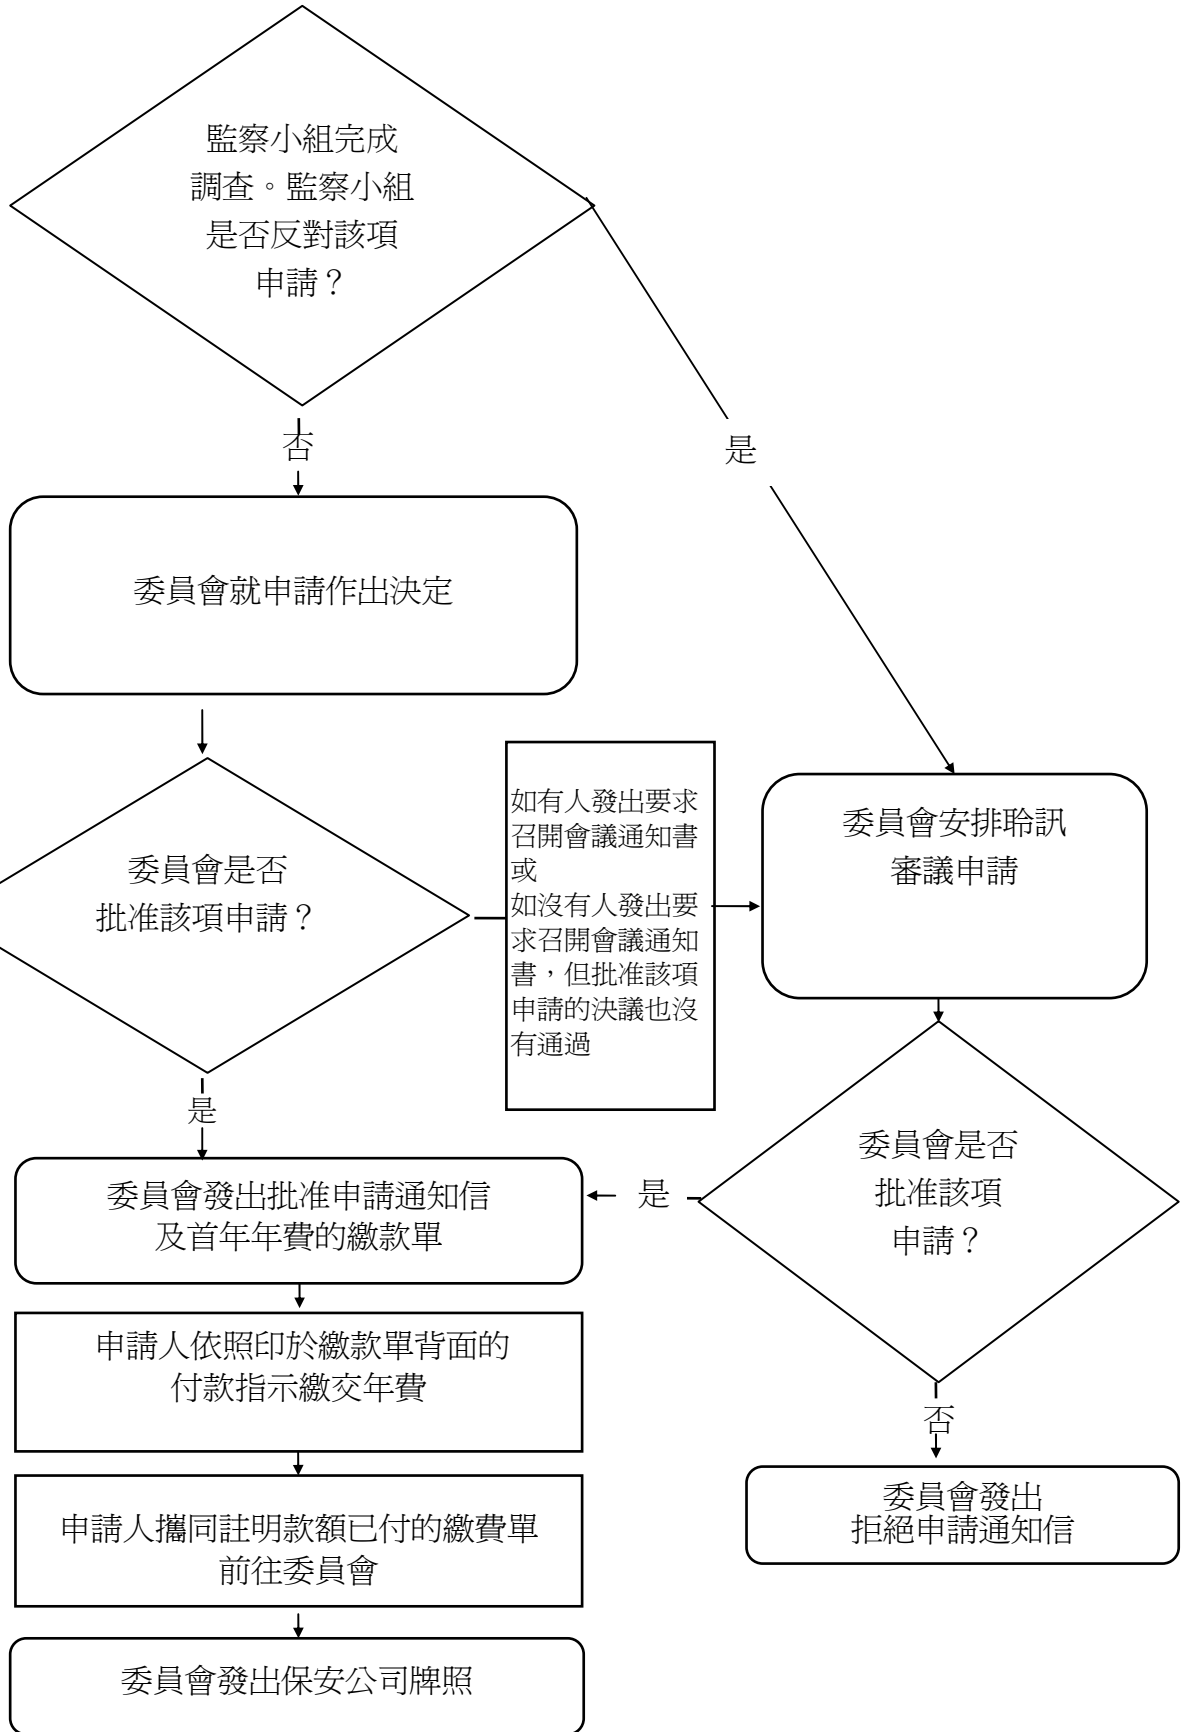 監察小組完成
調查。監察小組
是否反對該項
申請？
否
是
委員會就申請作出決定
如有人發出要求
召開會議通知書
或
如沒有人發出要
求召開會議通知
書，但批准該項
申請的決議也沒
有通過
委員會安排聆訊
審議申請
委員會是否
批准該項申請？
是
委員會是否
批准該項
申請？
是
委員會發出批准申請通知信
及首年年費的繳款單
申請人依照印於繳款單背面的
付款指示繳交年費
否
委員會發出
拒絕申請通知信
申請人攜同註明款額已付的繳費單
前往委員會
委員會發出保安公司牌照